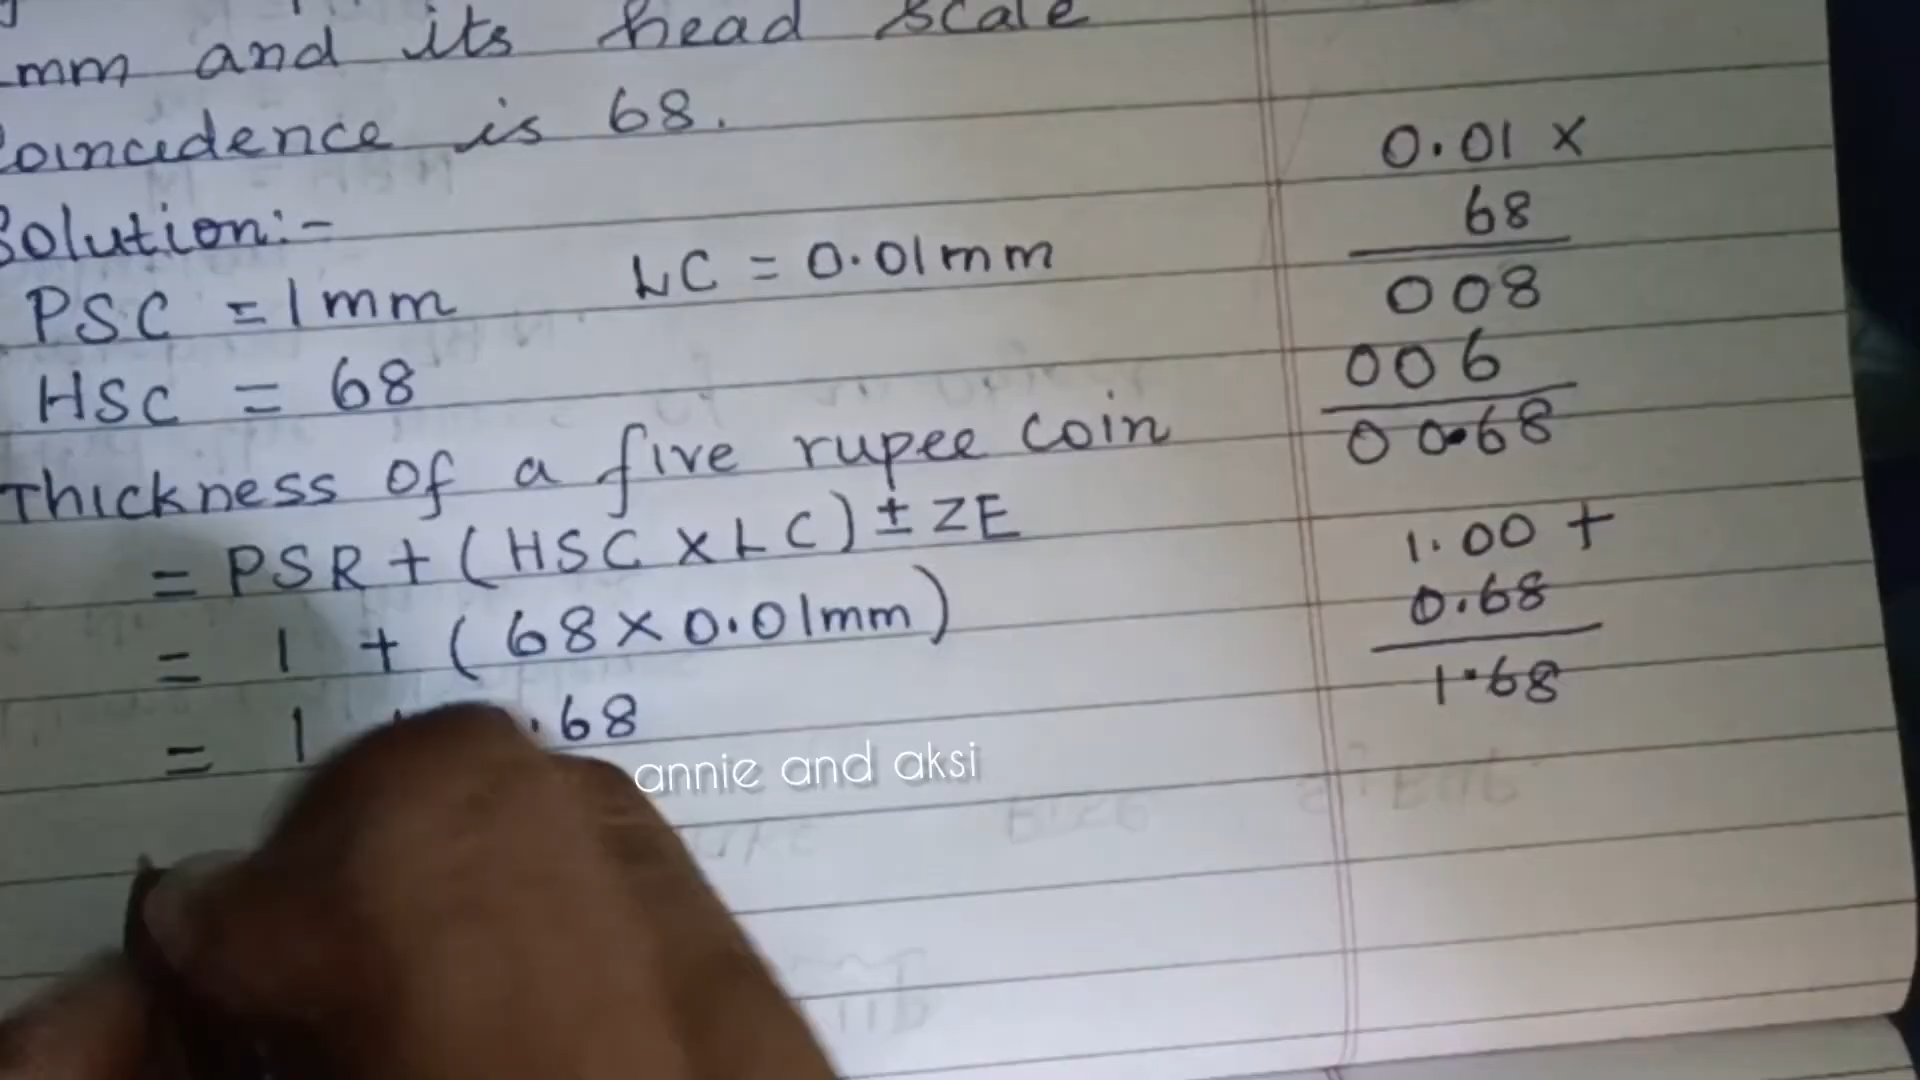 mm and its head scale
Coincidence is 68.
Solution:-
PSC = 1mm LC = 0.01mm
HSC = 68
Thickness of a five rupee coin
= PSR + (HSC × LC) ± ZE
= 1 + (68 × 0.01mm)
= 1 + .68
annie and aksi
0.01 ×
68
008
006
00.68
1.00 +
0.68
1.68